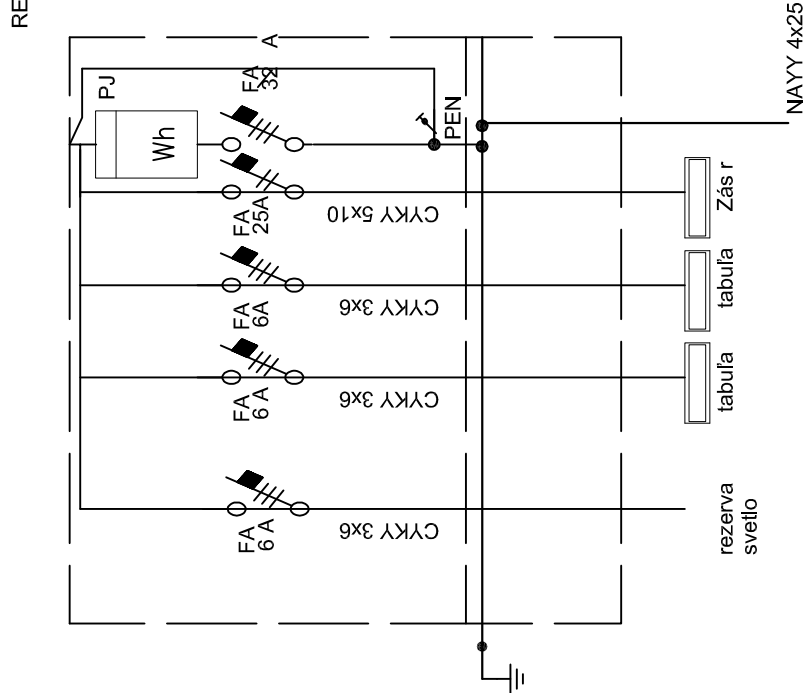 RE
A
FA
32
PJ
Wh
PEN
NAYY 4x25
FA
25A
CYKY 5x10
Zás r
FA
6A
CYKY 3x6
tabuľa
FA
6 A
CYKY 3x6
tabuľa
FA
6 A
CYKY 3x6
rezerva
svetlo